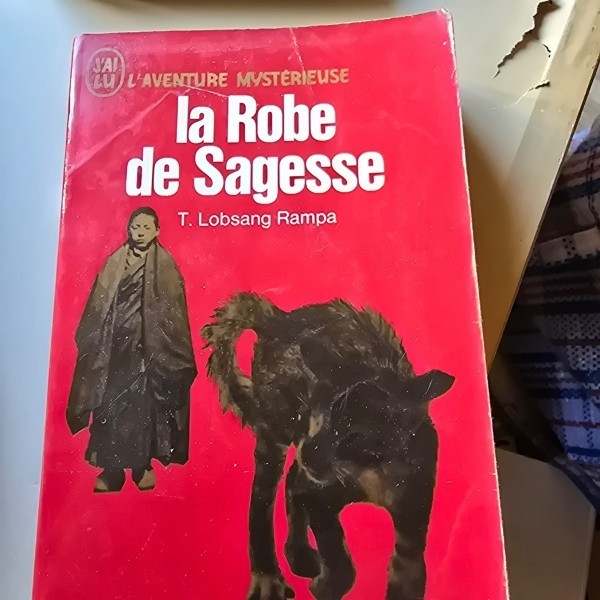 J'AI LU
L'AVENTURE MYSTÉRIEUSE
la Robe
de Sagesse
T. Lobsang Rampa